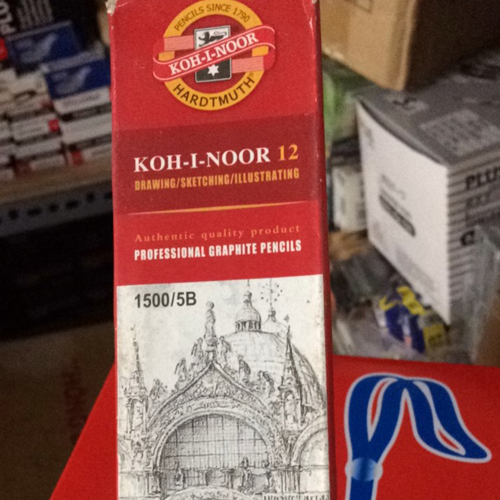 PENCILS SINCE 1790
KOH-I-NOOR
HARDTMUTH
KOH-I-NOOR 12
DRAWING/SKETCHING/ILLUSTRATING
Authentic quality product
PROFESSIONAL GRAPHITE PENCILS
1500/5B
PLU